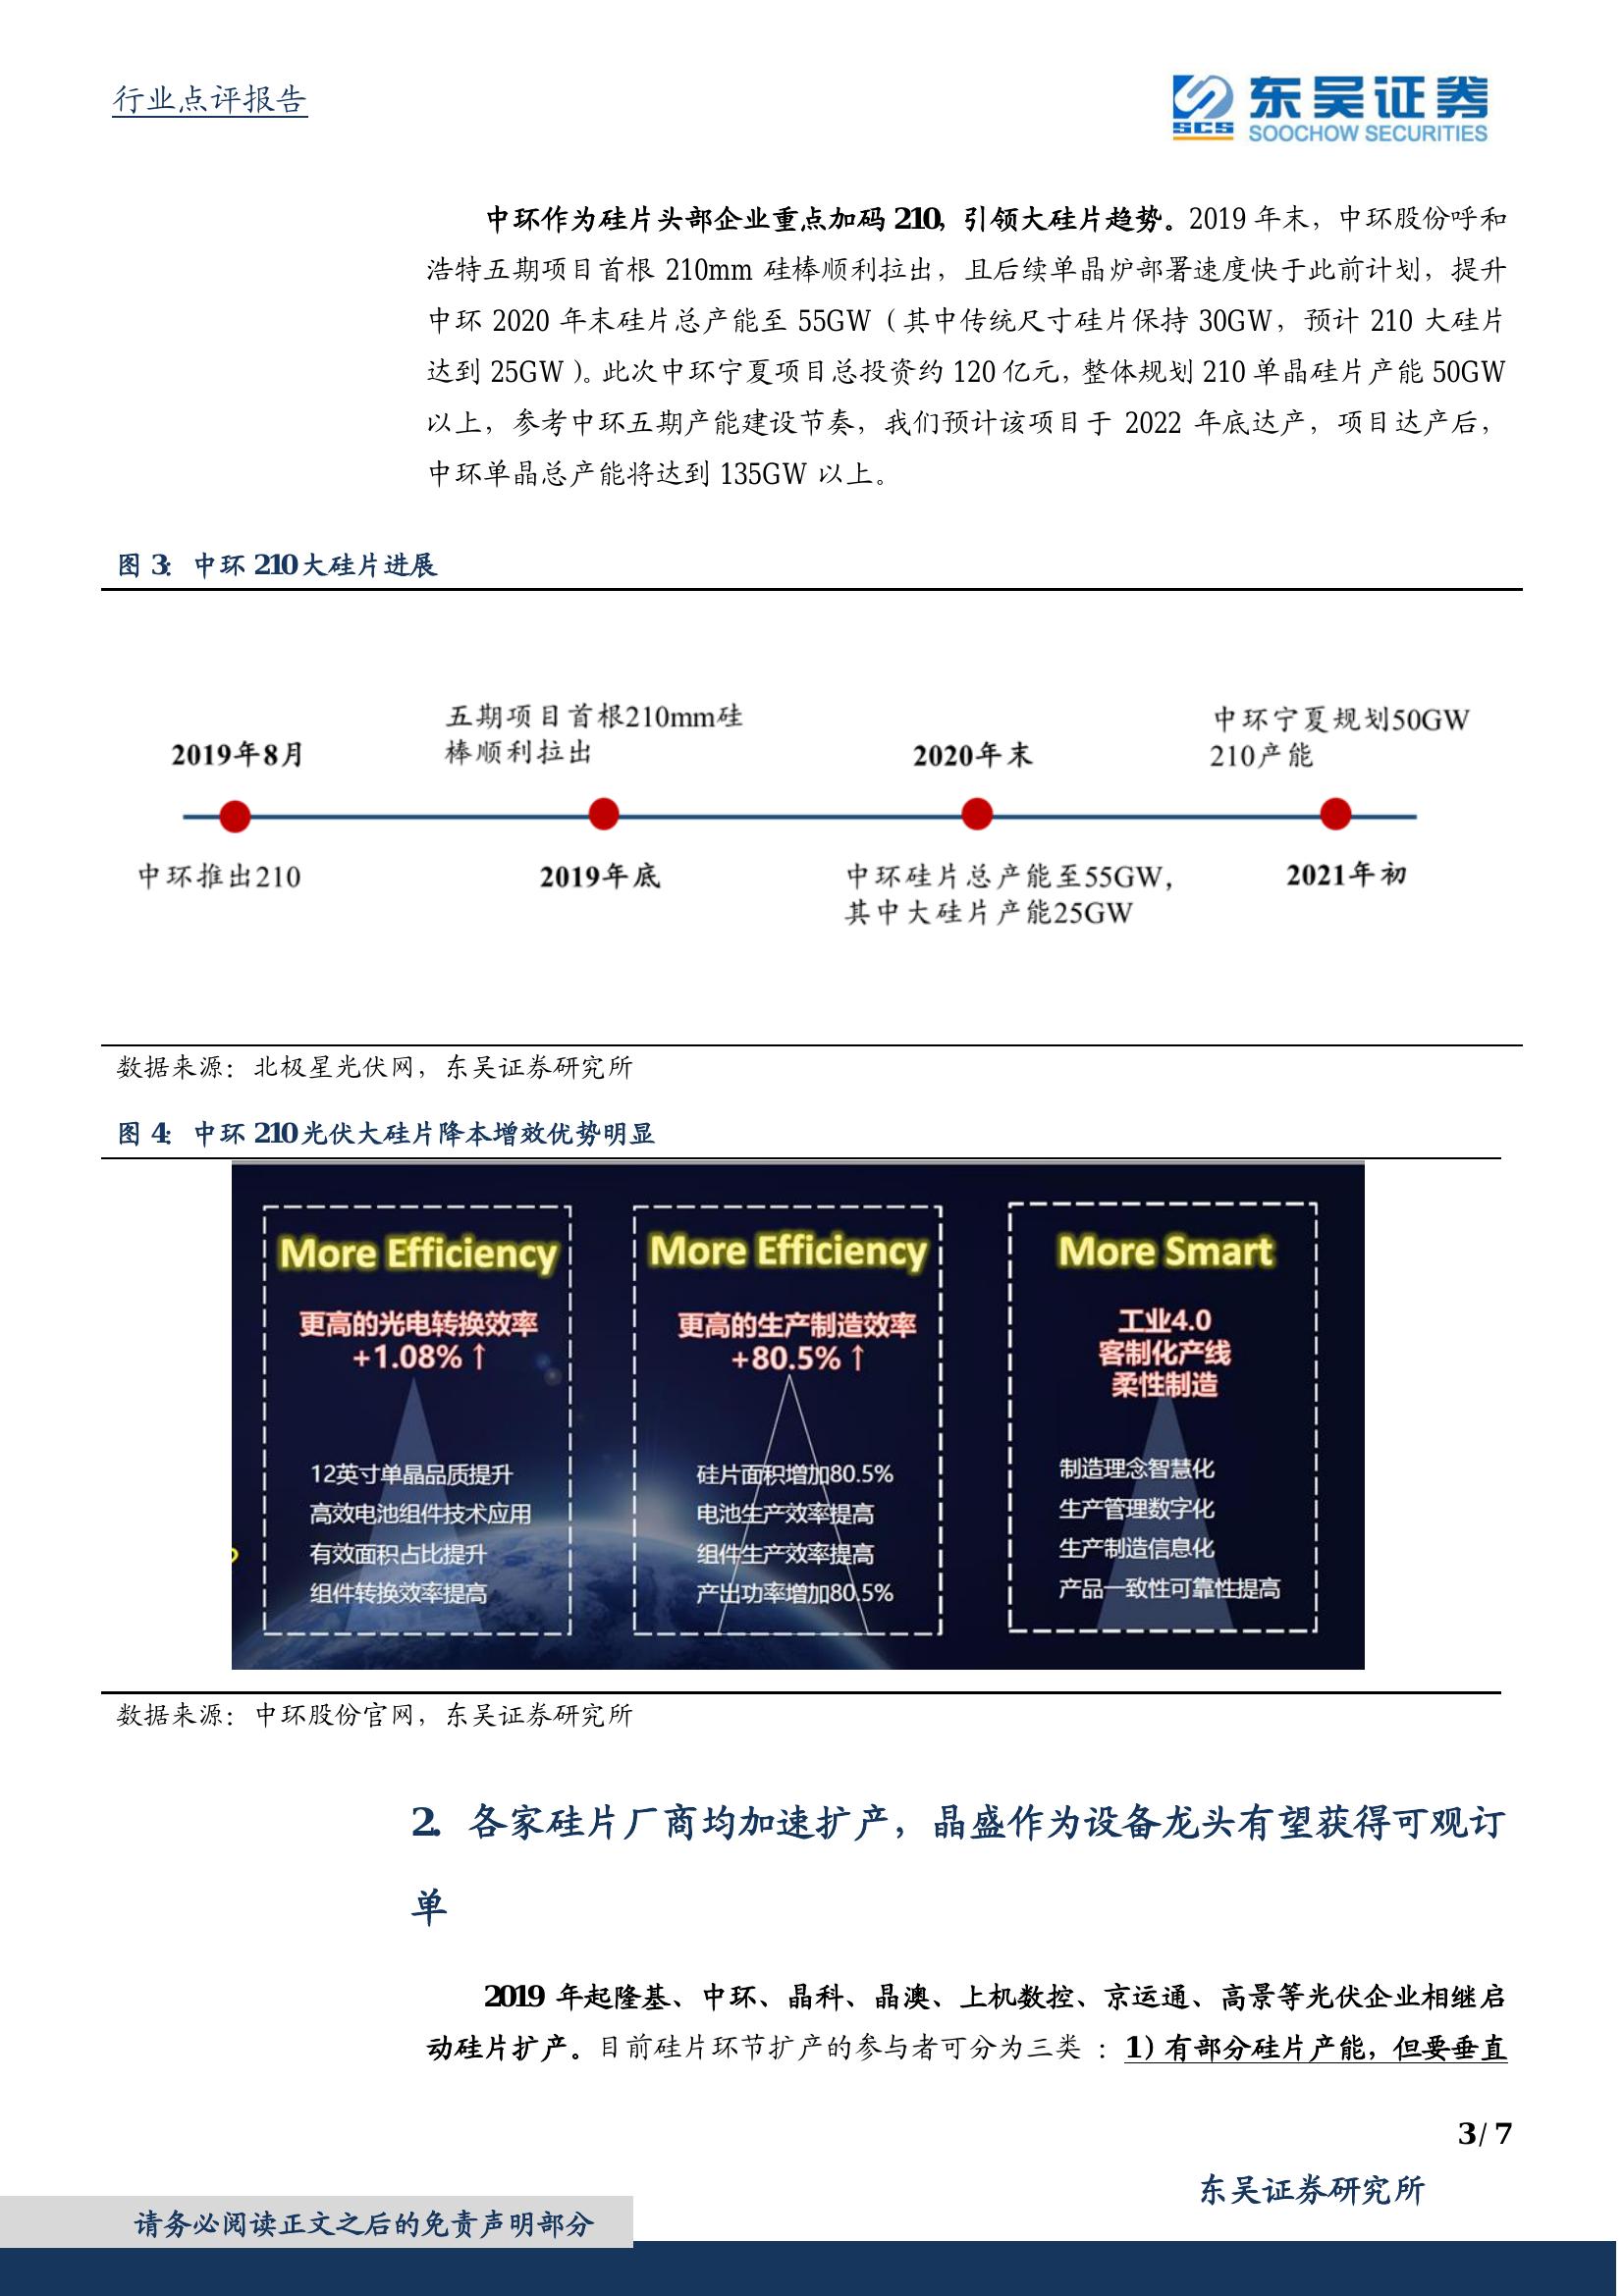 行业点评报告
SCS
东吴证券
SOOCHOW SECURITIES
中环作为硅片头部企业重点加码 210，引领大硅片趋势。2019 年末，中环股份呼和
浩特五期项目首根 210mm 硅棒顺利拉出，且后续单晶炉部署速度快于此前计划，提升
中环 2020 年末硅片总产能至 55GW（其中传统尺寸硅片保持 30GW，预计 210 大硅片
达到 25GW）。此次中环宁夏项目总投资约 120 亿元，整体规划 210 单晶硅片产能 50GW
以上，参考中环五期产能建设节奏，我们预计该项目于 2022 年底达产，项目达产后，
中环单晶总产能将达到 135GW 以上。
图 3：中环 210 大硅片进展
2019年8月
五期项目首根210mm硅
棒顺利拉出
2020年末
中环宁夏规划50GW
210产能
中环推出210
2019年底
中环硅片总产能至55GW，
其中大硅片产能25GW
2021年初
数据来源：北极星光伏网，东吴证券研究所
图 4：中环 210 光伏大硅片降本增效优势明显
More Efficiency
更高的光电转换效率
+1.08%↑
12英寸单晶品质提升
高效电池组件技术应用
有效面积占比提升
组件转换效率提高
More Efficiency
更高的生产制造效率
+80.5%↑
硅片面积增加80.5%
电池生产效率提高
组件生产效率提高
产出功率增加80.5%
More Smart
工业4.0
客制化产线
柔性制造
制造理念智慧化
生产管理数字化
生产制造信息化
产品一致性可靠性提高
数据来源：中环股份官网，东吴证券研究所
2. 各家硅片厂商均加速扩产，晶盛作为设备龙头有望获得可观订
单
2019 年起隆基、中环、晶科、晶澳、上机数控、京运通、高景等光伏企业相继启
动硅片扩产。目前硅片环节扩产的参与者可分为三类：1）有部分硅片产能，但要垂直
3 / 7
东吴证券研究所
请务必阅读正文之后的免责声明部分